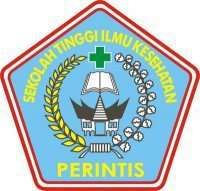 SEKOLAH TINGGI ILMU KESEHATAN
PERINTIS